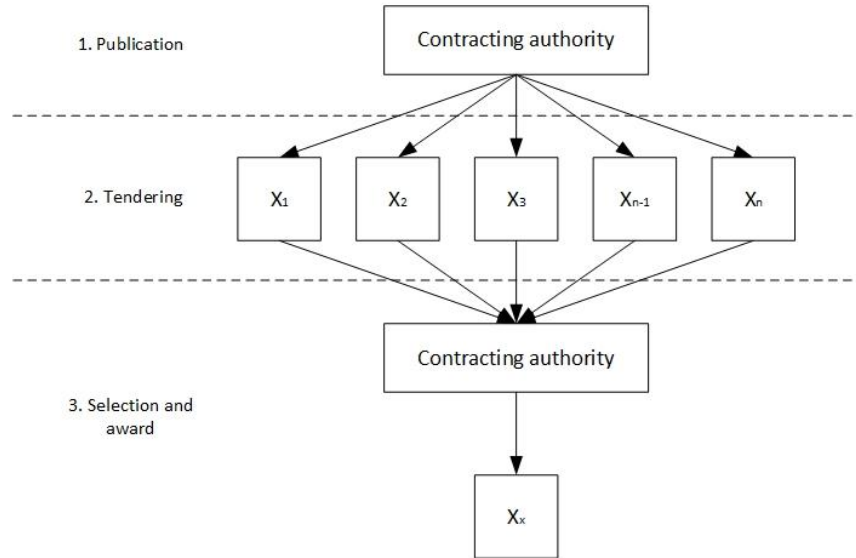 Contracting authority
1. Publication
2. Tendering
X₁
X₂
X₃
Xₙ₋₁
Xₙ
Contracting authority
3. Selection and
award
Xₓ